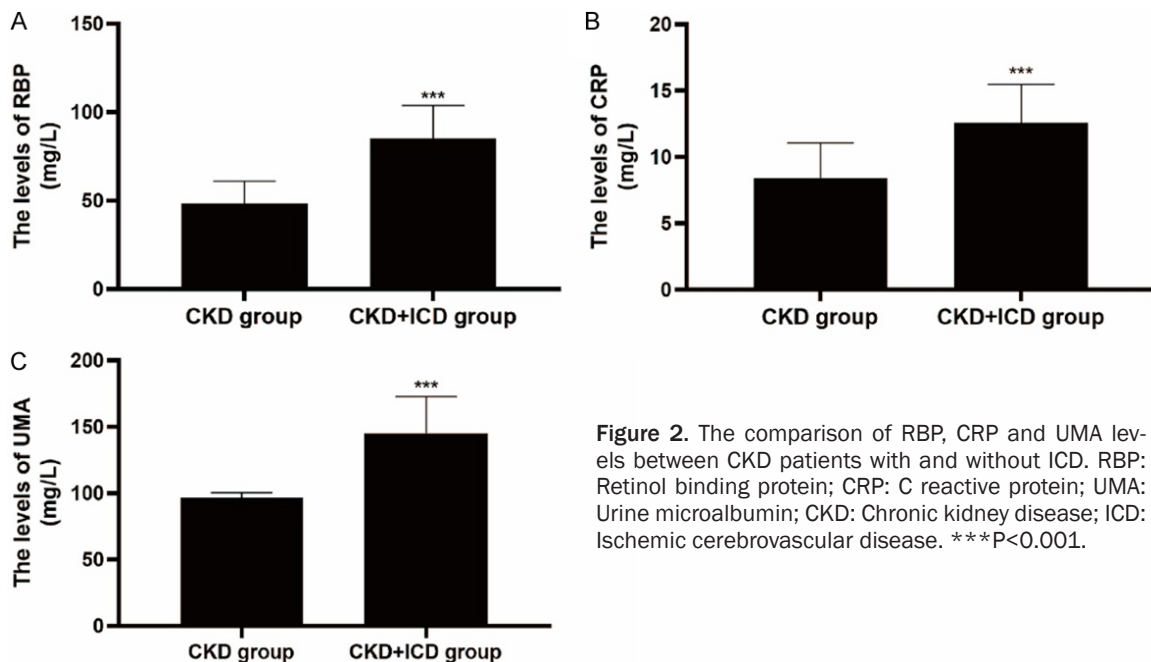 A
The levels of RBP
(mg/L)
150
100
50
0
***
CKD group
CKD+ICD group
B
The levels of CRP
(mg/L)
20
15
10
5
0
***
CKD group
CKD+ICD group
C
The levels of UMA
(mg/L)
200
150
100
50
0
***
CKD group
CKD+ICD group
Figure 2. The comparison of RBP, CRP and UMA lev-
els between CKD patients with and without ICD. RBP:
Retinol binding protein; CRP: C reactive protein; UMA:
Urine microalbumin; CKD: Chronic kidney disease; ICD:
Ischemic cerebrovascular disease. ***P<0.001.